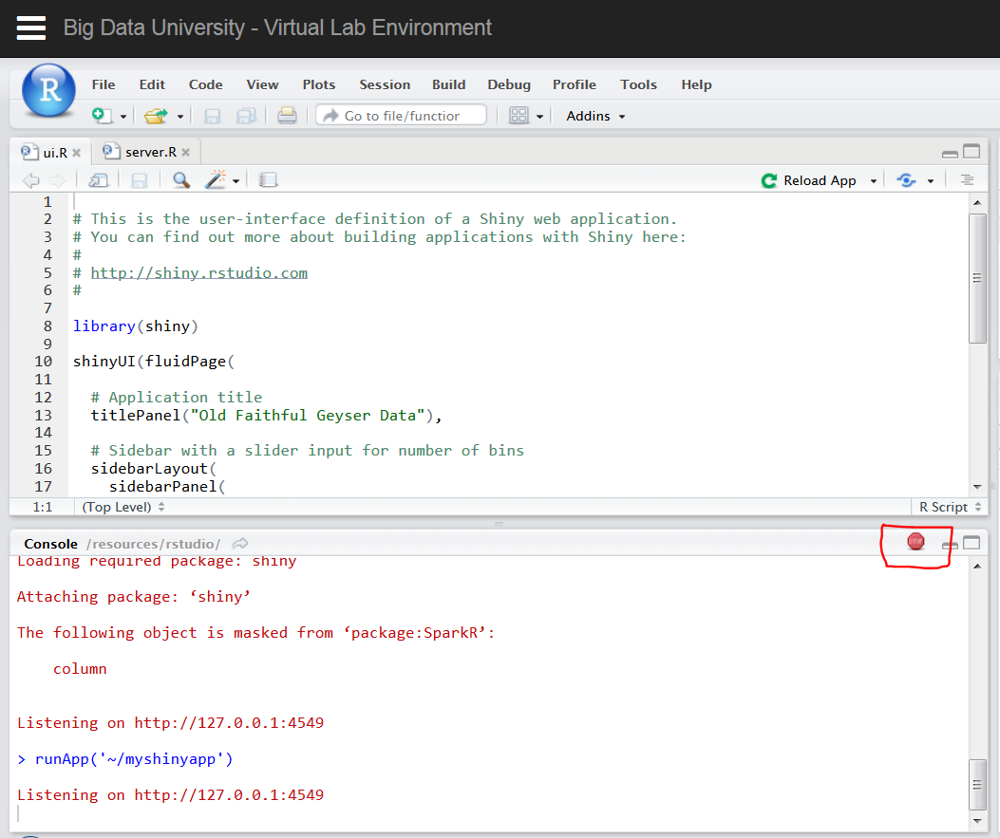 Big Data University - Virtual Lab Environment
R File Edit Code View Plots Session Build Debug Profile Tools Help
Go to file/functior Addins
ui.R server.R
Reload App
1
2 # This is the user-interface definition of a Shiny web application.
3 # You can find out more about building applications with Shiny here:
4 #
5 # http://shiny.rstudio.com
6 #
7
8 library(shiny)
9
10 shinyUI(fluidPage(
11
12 # Application title
13 titlePanel("Old Faithful Geyser Data"),
14
15 # Sidebar with a slider input for number of bins
16 sidebarLayout(
17 sidebarPanel(
1:1 (Top Level) R Script
Console /resources/rstudio/ STOP
Loading required package: shiny
Attaching package: ‘shiny’
The following object is masked from ‘package:SparkR’:
column
Listening on http://127.0.0.1:4549
> runApp('~/myshinyapp')
Listening on http://127.0.0.1:4549